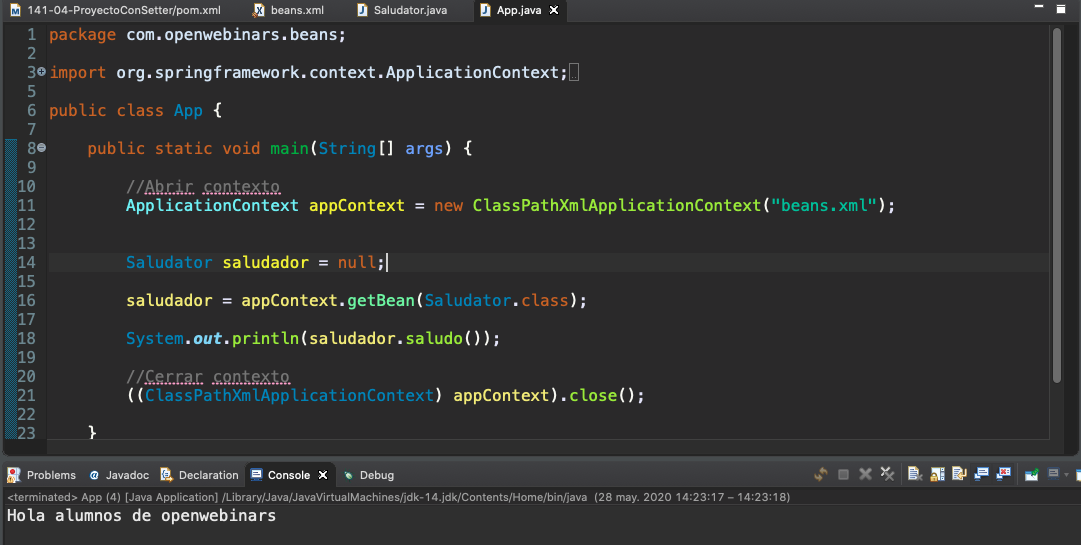 141-04-ProyectoConSetter/pom.xml beans.xml Saludator.java App.java
1 package com.openwebinars.beans;
2
3 import org.springframework.context.ApplicationContext;
5
6 public class App {
7
8 public static void main(String[] args) {
9
10 //Abrir contexto
11 ApplicationContext appContext = new ClassPathXmlApplicationContext("beans.xml");
12
13
14 Saludator saludador = null;
15
16 saludador = appContext.getBean(Saludator.class);
17
18 System.out.println(saludador.saludo());
19
20 //Cerrar contexto
21 ((ClassPathXmlApplicationContext) appContext).close();
22
23 }
Problems Javadoc Declaration Console Debug
<terminated> App (4) [Java Application] /Library/Java/JavaVirtualMachines/jdk-14.jdk/Contents/Home/bin/java (28 may. 2020 14:23:17 – 14:23:18)
Hola alumnos de openwebinars